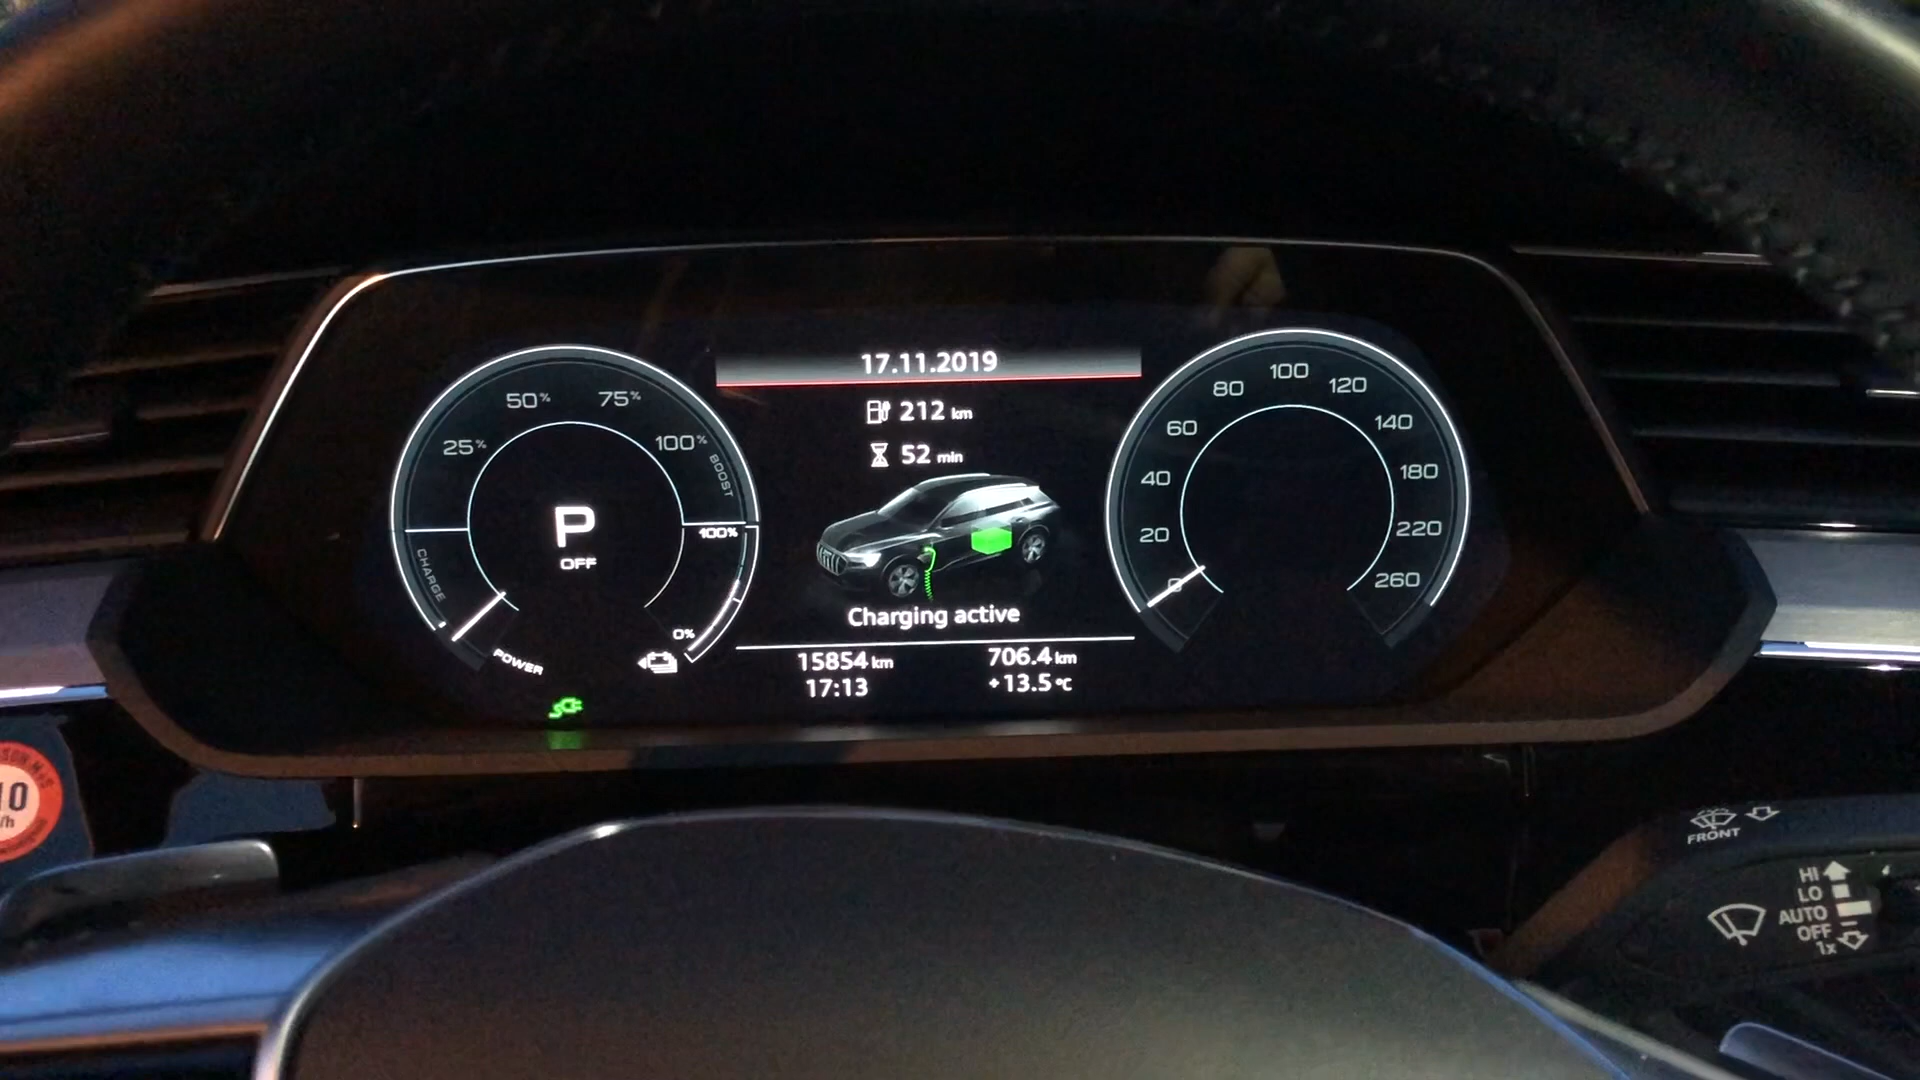 17.11.2019
212 km
52 min
Charging active
15854 km 706.4 km
17:13 +13.5 °C
25% 50% 75% 100%
BOOST
100%
CHARGE
P
OFF
0%
POWER
0 20 40 60 80 100 120 140 180 220 260
10
/h
FRONT
HI
LO
AUTO
OFF
1x